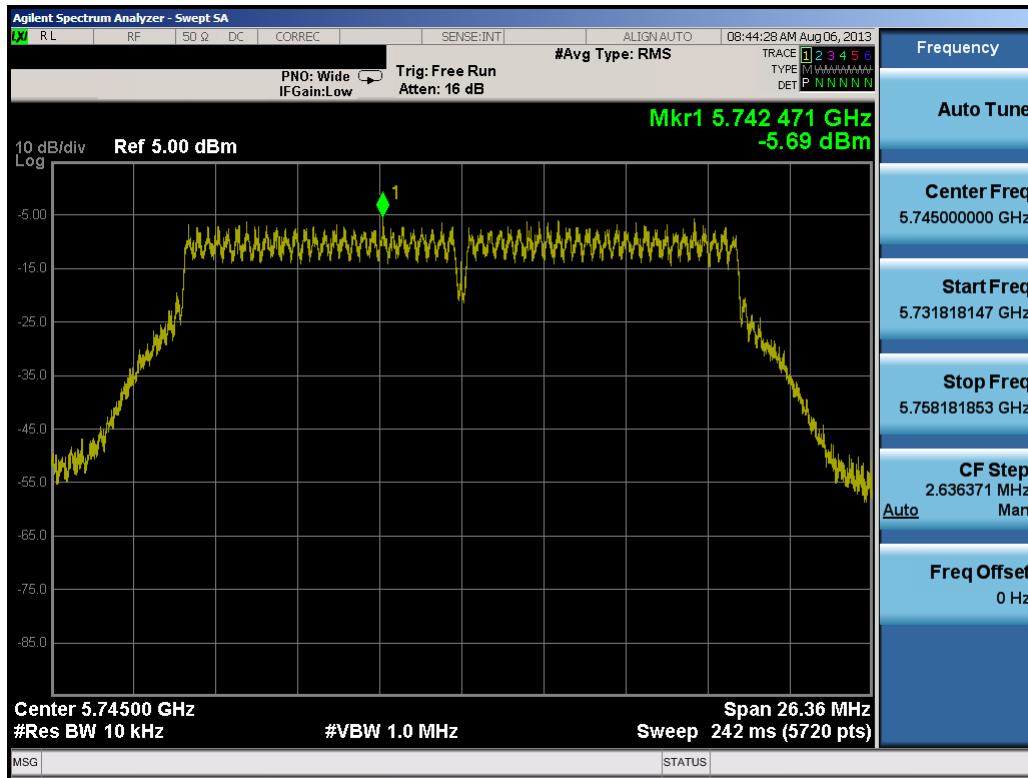 Agilent Spectrum Analyzer - Swept SA
LXI RL RF 50 Ω DC CORREC SENSE:INT ALIGN AUTO 08:44:28 AM Aug 06, 2013
#Avg Type: RMS
TRACE 1 2 3 4 5 6
PNO: Wide Trig: Free Run
TYPE M W W W W W
IFGain:Low Atten: 16 dB
DET P N N N N N
Mkr1 5.742 471 GHz
-5.69 dBm
10 dB/div Ref 5.00 dBm
Log
1
-5.00
-15.0
-25.0
-35.0
-45.0
-55.0
-65.0
-75.0
-85.0
Center 5.74500 GHz Span 26.36 MHz
#Res BW 10 kHz #VBW 1.0 MHz Sweep 242 ms (5720 pts)
MSG STATUS
Frequency
Auto Tune
Center Freq
5.745000000 GHz
Start Freq
5.731818147 GHz
Stop Freq
5.758181853 GHz
CF Step
2.636371 MHz
Auto Man
Freq Offset
0 Hz